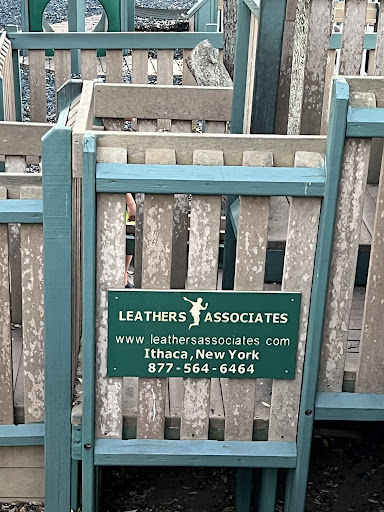 LEATHERS ASSOCIATES
www.leathersassociates.com
Ithaca, New York
877-564-6464